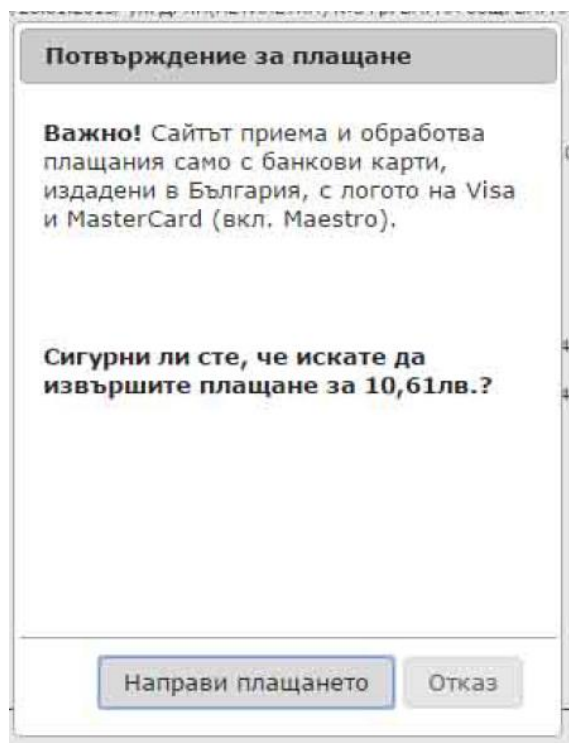 Потвърждение за плащане
Важно! Сайтът приема и обработва
плащания само с банкови карти,
издадени в България, с логото на Visa
и MasterCard (вкл. Maestro).
Сигурни ли сте, че искате да
извършите плащане за 10,61лв.?
Направи плащането
Отказ